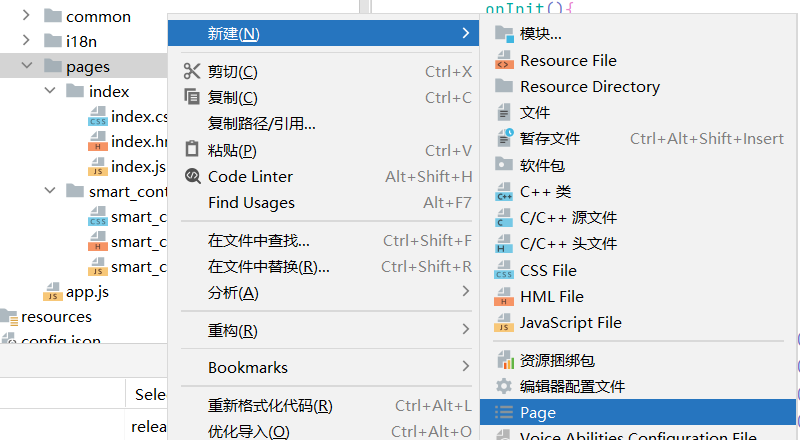 common
i18n
pages
index
index.cs
index.h
index.js
smart_cont
smart_c
smart_c
smart_c
app.js
resources
config.json
Sele
relea
onInit(){
新建(N)
剪切(C) Ctrl+X
复制(C) Ctrl+C
复制路径/引用...
粘贴(P) Ctrl+V
Code Linter Alt+Shift+H
Find Usages Alt+F7
在文件中查找... Ctrl+Shift+F
在文件中替换(R)... Ctrl+Shift+R
分析(A)
重构(R)
Bookmarks
重新格式化代码(R) Ctrl+Alt+L
优化导入(O) Ctrl+Alt+O
模块...
Resource File
Resource Directory
文件
暂存文件 Ctrl+Alt+Shift+Insert
软件包
C++ 类
C/C++ 源文件
C/C++ 头文件
CSS File
HTML File
JavaScript File
资源捆绑包
编辑器配置文件
Page
Voice Abilities Configuration File